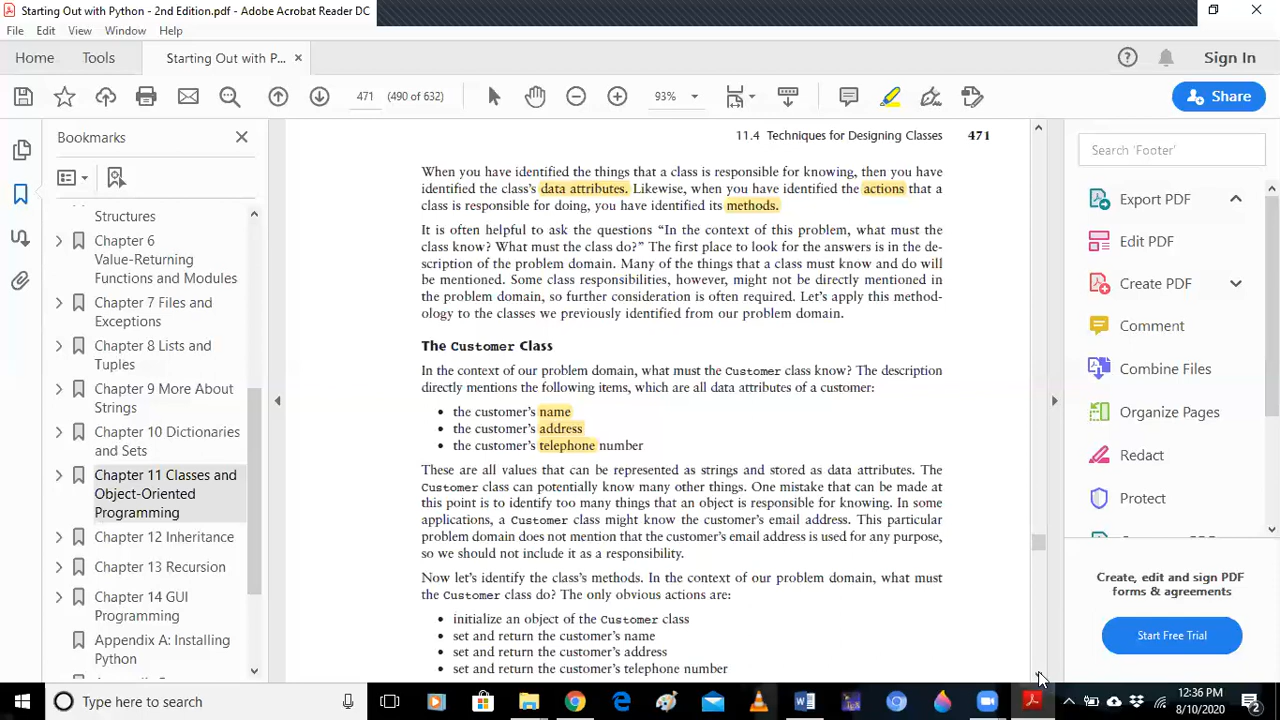 Starting Out with Python - 2nd Edition.pdf - Adobe Acrobat Reader DC
File Edit View Window Help
Home Tools Starting Out with P... ×
Sign In
471 (490 of 632) 93% Share
Bookmarks
Structures
Chapter 6
Value-Returning
Functions and Modules
Chapter 7 Files and
Exceptions
Chapter 8 Lists and
Tuples
Chapter 9 More About
Strings
Chapter 10 Dictionaries
and Sets
Chapter 11 Classes and
Object-Oriented
Programming
Chapter 12 Inheritance
Chapter 13 Recursion
Chapter 14 GUI
Programming
Appendix A: Installing
Python
11.4 Techniques for Designing Classes 471
When you have identified the things that a class is responsible for knowing, then you have
identified the class's data attributes. Likewise, when you have identified the actions that a
class is responsible for doing, you have identified its methods.
It is often helpful to ask the questions "In the context of this problem, what must the
class know? What must the class do?" The first place to look for the answers is in the de-
scription of the problem domain. Many of the things that a class must know and do will
be mentioned. Some class responsibilities, however, might not be directly mentioned in
the problem domain, so further consideration is often required. Let's apply this method-
ology to the classes we previously identified from our problem domain.
The Customer Class
In the context of our problem domain, what must the Customer class know? The description
directly mentions the following items, which are all data attributes of a customer:
• the customer's name
• the customer's address
• the customer's telephone number
These are all values that can be represented as strings and stored as data attributes. The
Customer class can potentially know many other things. One mistake that can be made at
this point is to identify too many things that an object is responsible for knowing. In some
applications, a Customer class might know the customer's email address. This particular
problem domain does not mention that the customer's email address is used for any purpose,
so we should not include it as a responsibility.
Now let's identify the class's methods. In the context of our problem domain, what must
the Customer class do? The only obvious actions are:
• initialize an object of the Customer class
• set and return the customer's name
• set and return the customer's address
• set and return the customer's telephone number
Search 'Footer'
Export PDF
Edit PDF
Create PDF
Comment
Combine Files
Organize Pages
Redact
Protect
Create, edit and sign PDF
forms & agreements
Start Free Trial
Type here to search
12:36 PM
8/10/2020
2